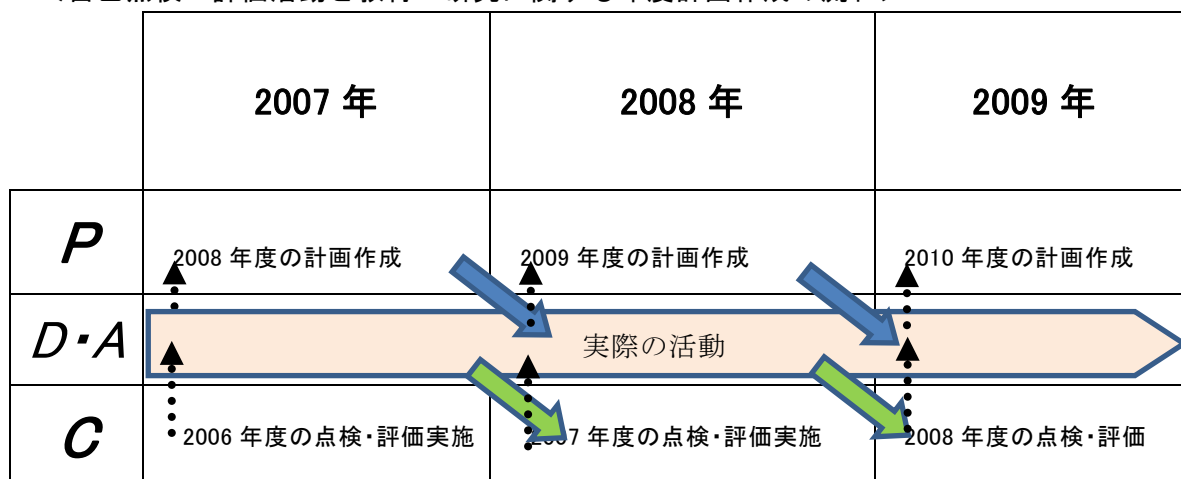 2007 年
2008 年
2009 年
P
2008 年度の計画作成
2009 年度の計画作成
2010 年度の計画作成
D・A
実際の活動
C
2006 年度の点検・評価実施
2007 年度の点検・評価実施
2008 年度の点検・評価